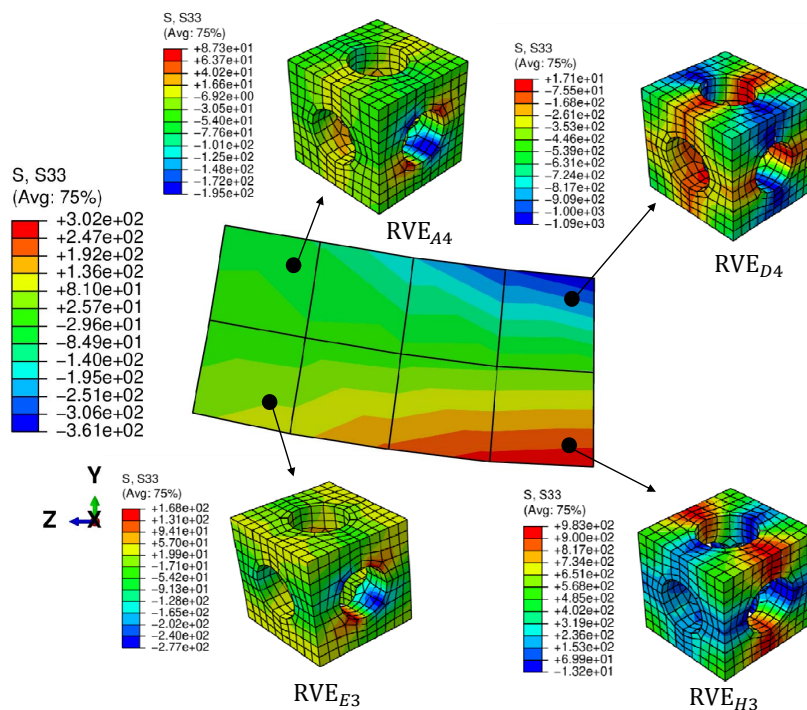 S, S33
(Avg: 75%)
+8.73e+01
+6.37e+01
+4.02e+01
+1.66e+01
−6.92e+00
−3.05e+01
−5.40e+01
−7.76e+01
−1.01e+02
−1.25e+02
−1.48e+02
−1.72e+02
−1.95e+02
RVE_A4
S, S33
(Avg: 75%)
+1.71e+01
−7.55e+01
−1.68e+02
−2.61e+02
−3.53e+02
−4.46e+02
−5.39e+02
−6.31e+02
−7.24e+02
−8.17e+02
−9.09e+02
−1.00e+03
−1.09e+03
RVE_D4
S, S33
(Avg: 75%)
+3.02e+02
+2.47e+02
+1.92e+02
+1.36e+02
+8.10e+01
+2.57e+01
−2.96e+01
−8.49e+01
−1.40e+02
−1.95e+02
−2.51e+02
−3.06e+02
−3.61e+02
Y
Z X
S, S33
(Avg: 75%)
+1.68e+02
+1.31e+02
+9.41e+01
+5.70e+01
+1.99e+01
−1.71e+01
−5.42e+01
−9.13e+01
−1.28e+02
−1.65e+02
−2.02e+02
−2.40e+02
−2.77e+02
RVE_E3
S, S33
(Avg: 75%)
+9.83e+02
+9.00e+02
+8.17e+02
+7.34e+02
+6.51e+02
+5.68e+02
+4.85e+02
+4.02e+02
+3.19e+02
+2.36e+02
+1.53e+02
+6.99e+01
−1.32e+01
RVE_H3